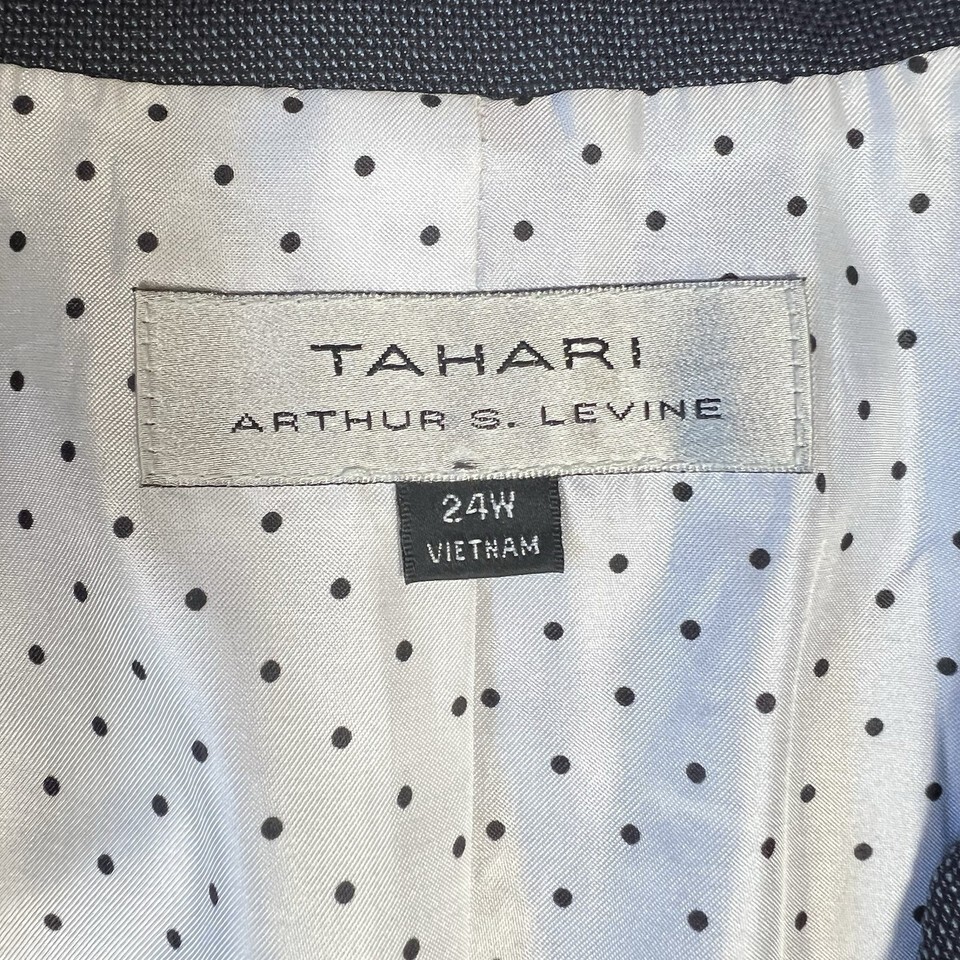 TAHARI
ARTHUR S. LEVINE
24W
VIETNAM